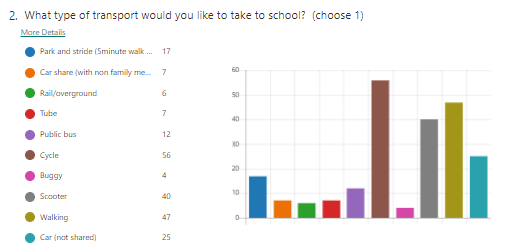 2. What type of transport would you like to take to school? (choose 1)
More Details
Park and stride (5minute walk ... 17
Car share (with non family me... 7
Rail/overground 6
Tube 7
Public bus 12
Cycle 56
Buggy 4
Scooter 40
Walking 47
Car (not shared) 25
60
50
40
30
20
10
0